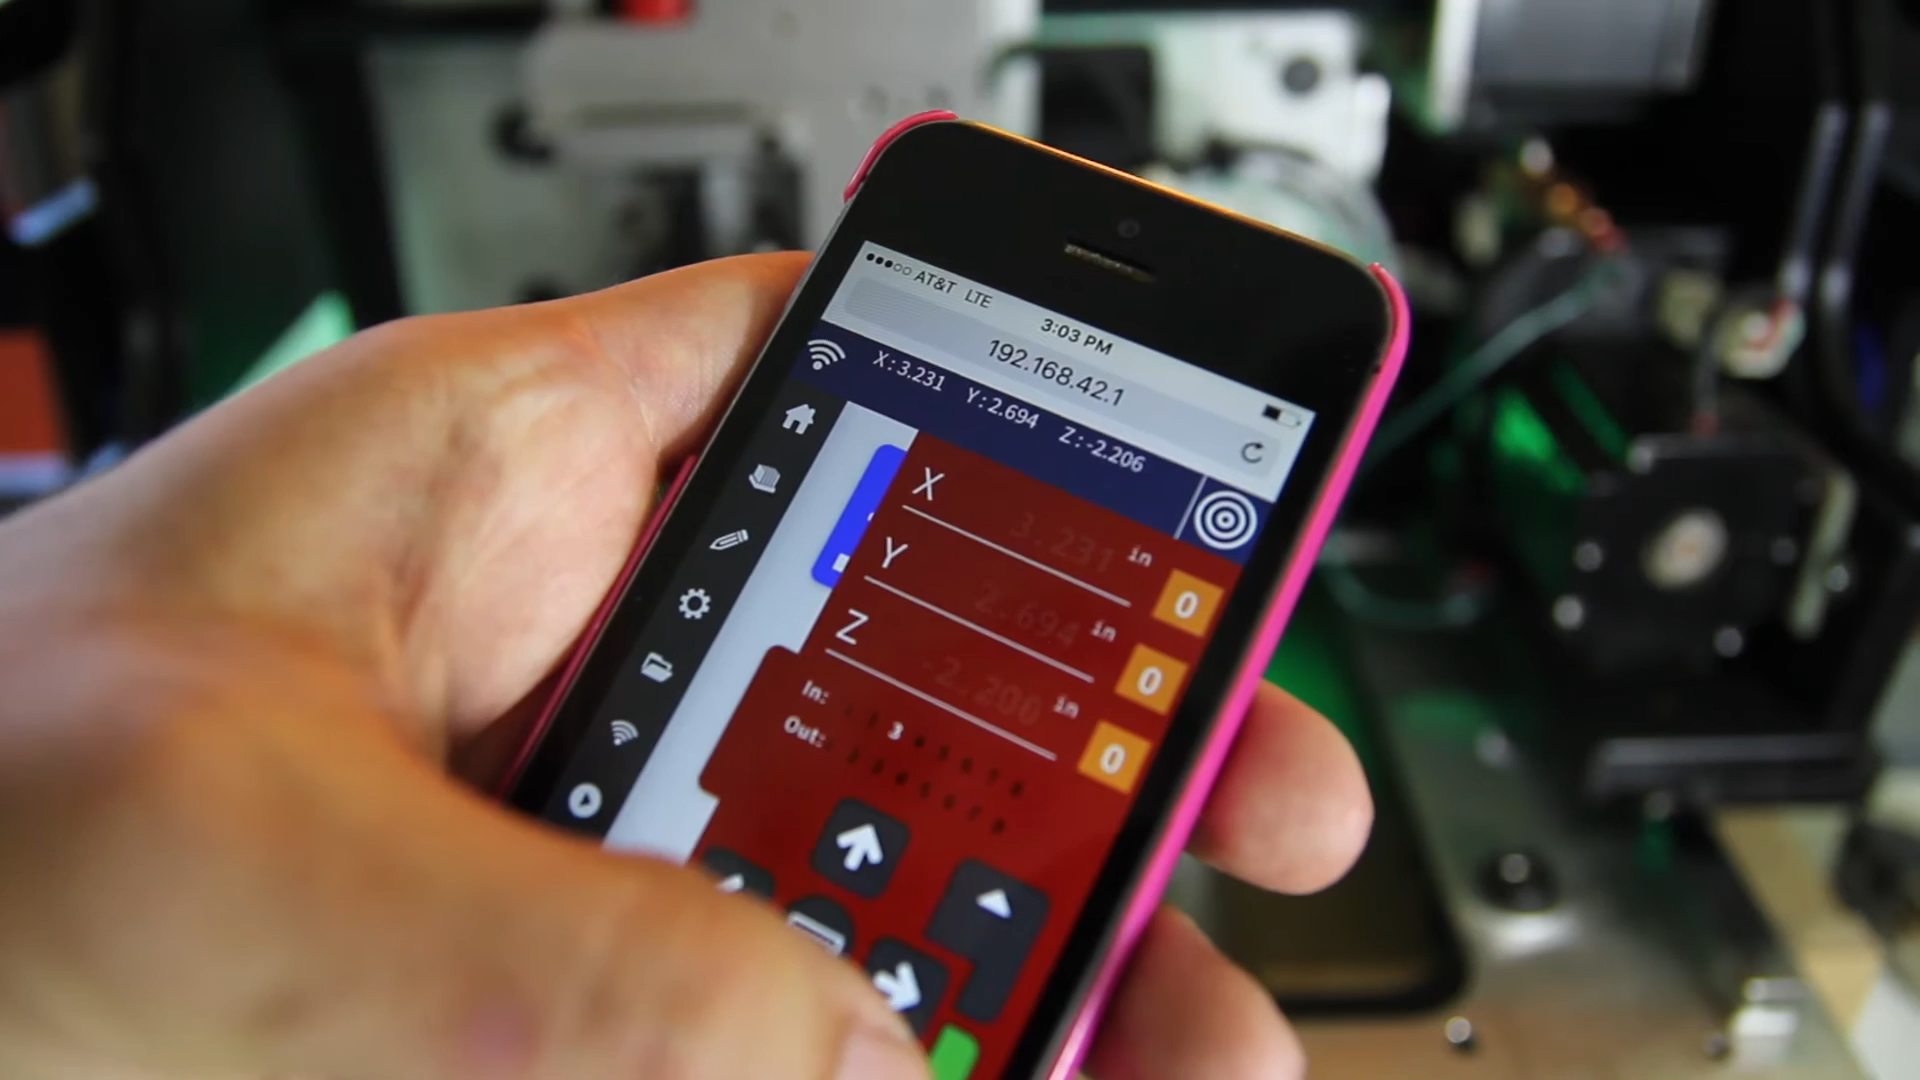 AT&T LTE
3:03 PM
192.168.42.1
X:3.231 Y:2.694 Z:-2.206
X 3.231 in 0
Y 2.694 in 0
Z -2.206 in 0
In: 3
Out: